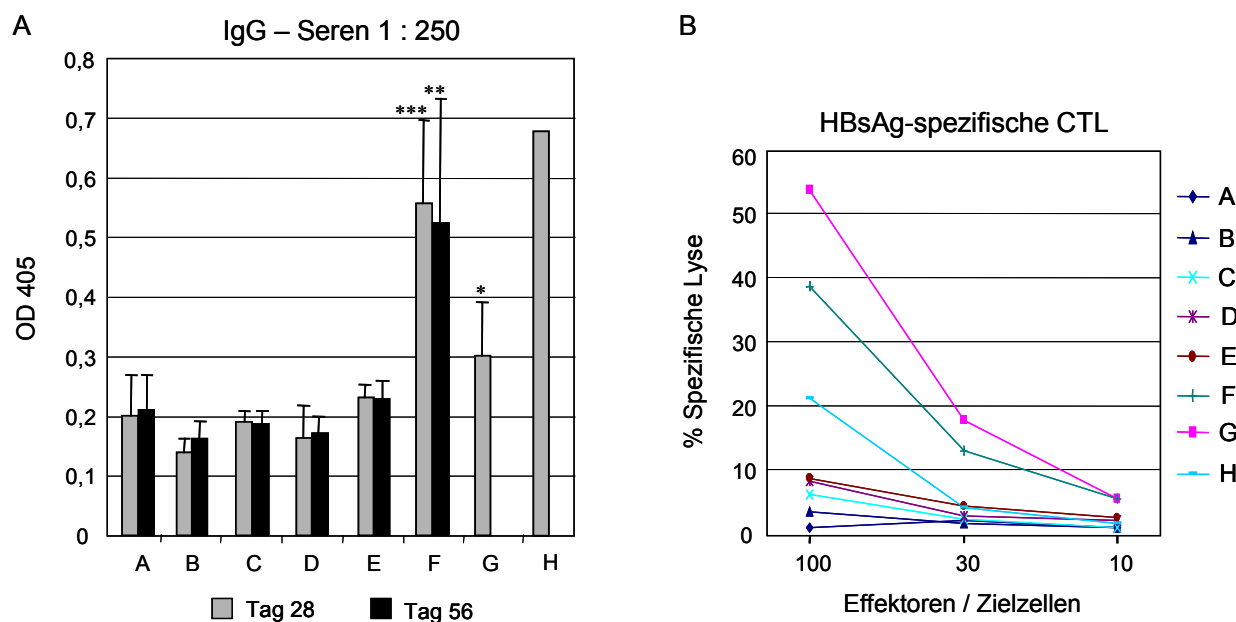 A
IgG – Seren 1 : 250
OD 405
0,8
0,7
0,6
0,5
0,4
0,3
0,2
0,1
0
***
**
*
A B C D E F G H
Tag 28 Tag 56
B
HBsAg-spezifische CTL
% Spezifische Lyse
60
50
40
30
20
10
0
100 30 10
Effektoren / Zielzellen
A
B
C
D
E
F
G
H